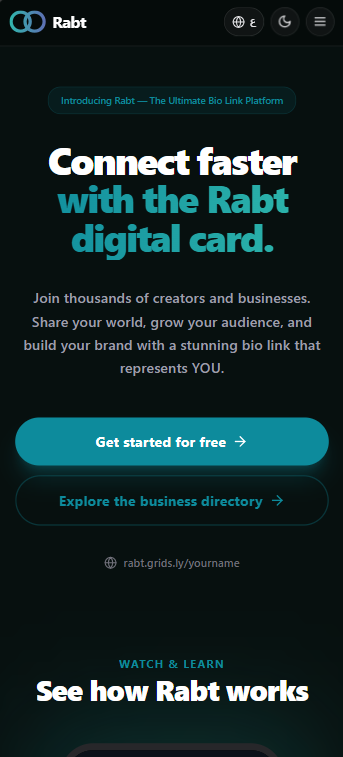 Rabt
ع
Introducing Rabt — The Ultimate Bio Link Platform
Connect faster
with the Rabt
digital card.
Join thousands of creators and businesses.
Share your world, grow your audience, and
build your brand with a stunning bio link that
represents YOU.
Get started for free →
Explore the business directory →
rabt.grids.ly/yourname
WATCH & LEARN
See how Rabt works